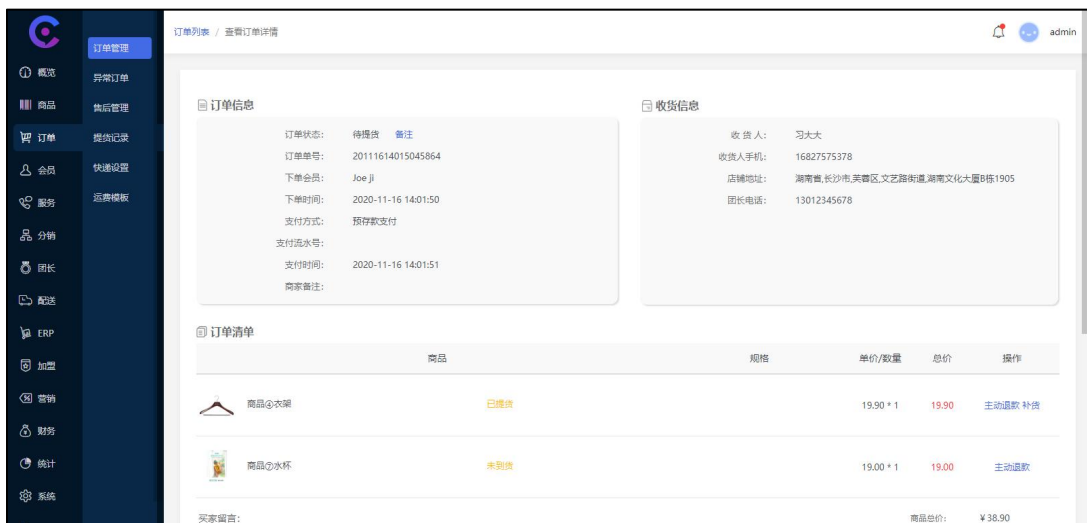 订单列表 / 查看订单详情
admin
概览
商品
订单
会员
服务
分销
团长
配送
ERP
加盟
营销
财务
统计
系统
订单管理
异常订单
售后管理
提货记录
快递设置
运费模板
订单信息
订单状态: 待提货 备注
订单单号: 20111614015045864
下单会员: Joe ji
下单时间: 2020-11-16 14:01:50
支付方式: 预存款支付
支付流水号:
支付时间: 2020-11-16 14:01:51
商家备注:
收货信息
收 货 人: 习大大
收货人手机: 16827575378
店铺地址: 湖南省,长沙市,芙蓉区,文艺路街道,湖南文化大厦B栋1905
团长电话: 13012345678
订单清单
商品 规格 单价/数量 总价 操作
商品④衣架 已提货 19.90 * 1 19.90 主动退款 补货
商品⑦水杯 未到货 19.00 * 1 19.00 主动退款
买家留言: 商品总价: ¥ 38.90